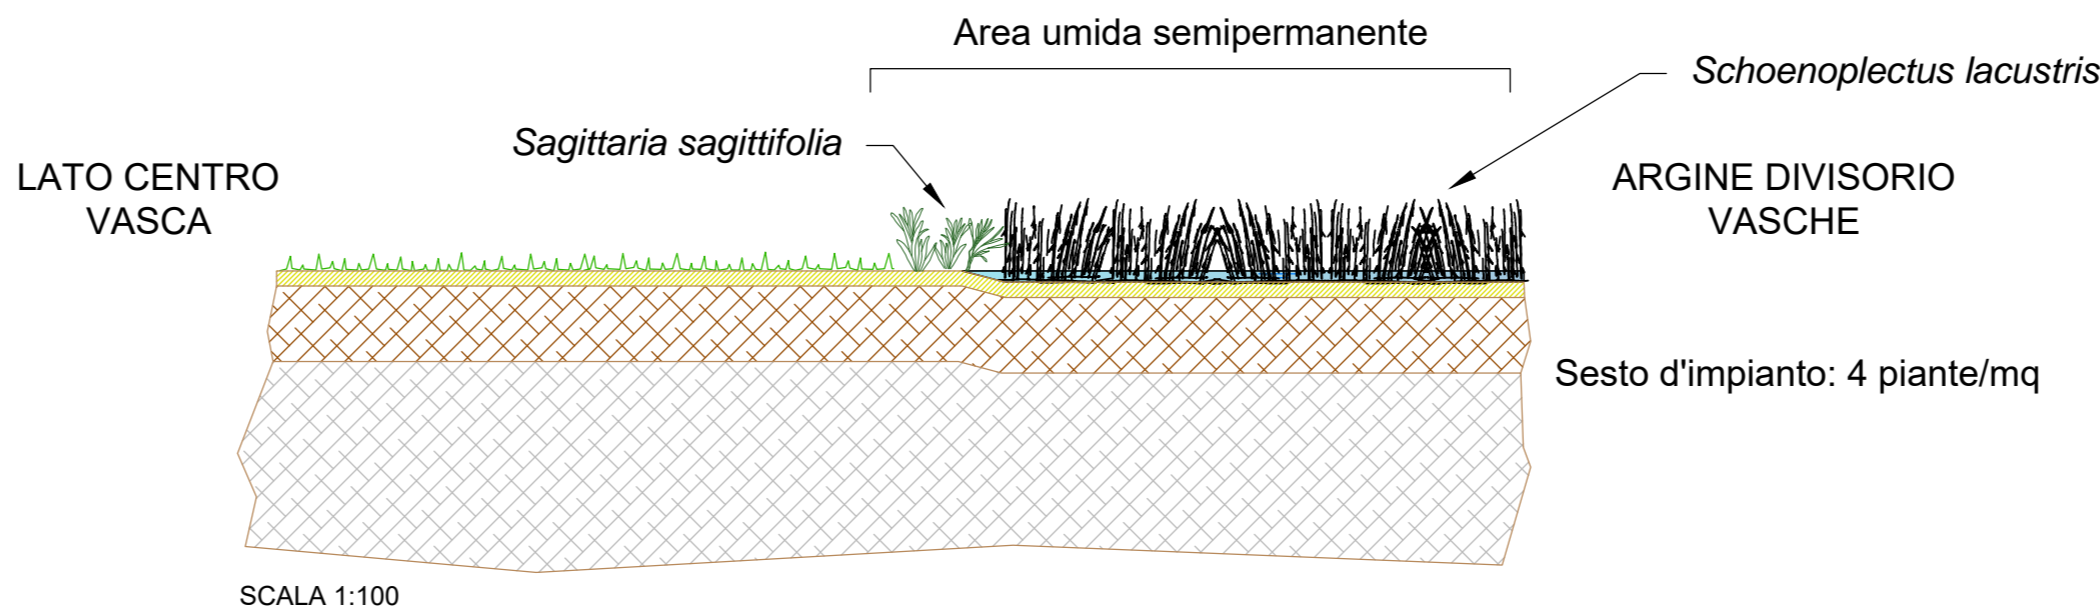 Area umida semipermanente
Schoenoplectus lacustris
Sagittaria sagittifolia
LATO CENTRO
VASCA
ARGINE DIVISORIO
VASCHE
Sesto d'impianto: 4 piante/mq
SCALA 1:100